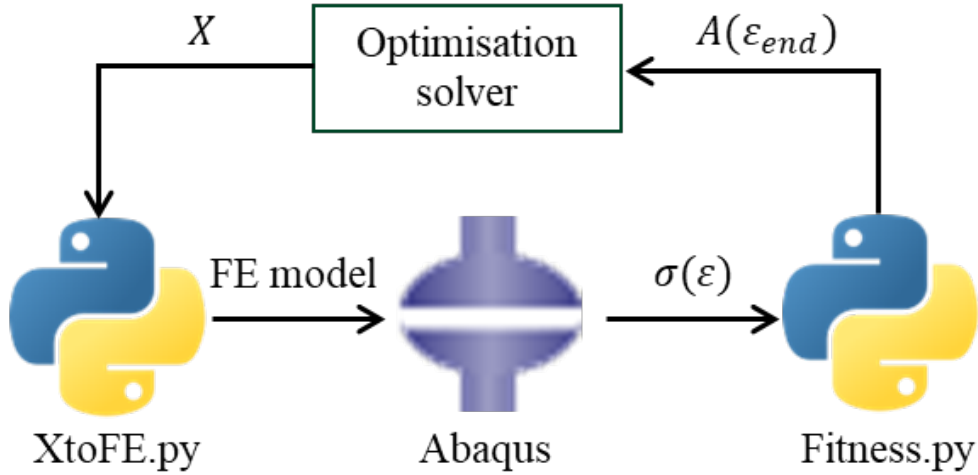 X
Optimisation
solver
A(ε_end)
FE model
σ(ε)
XtoFE.py
Abaqus
Fitness.py